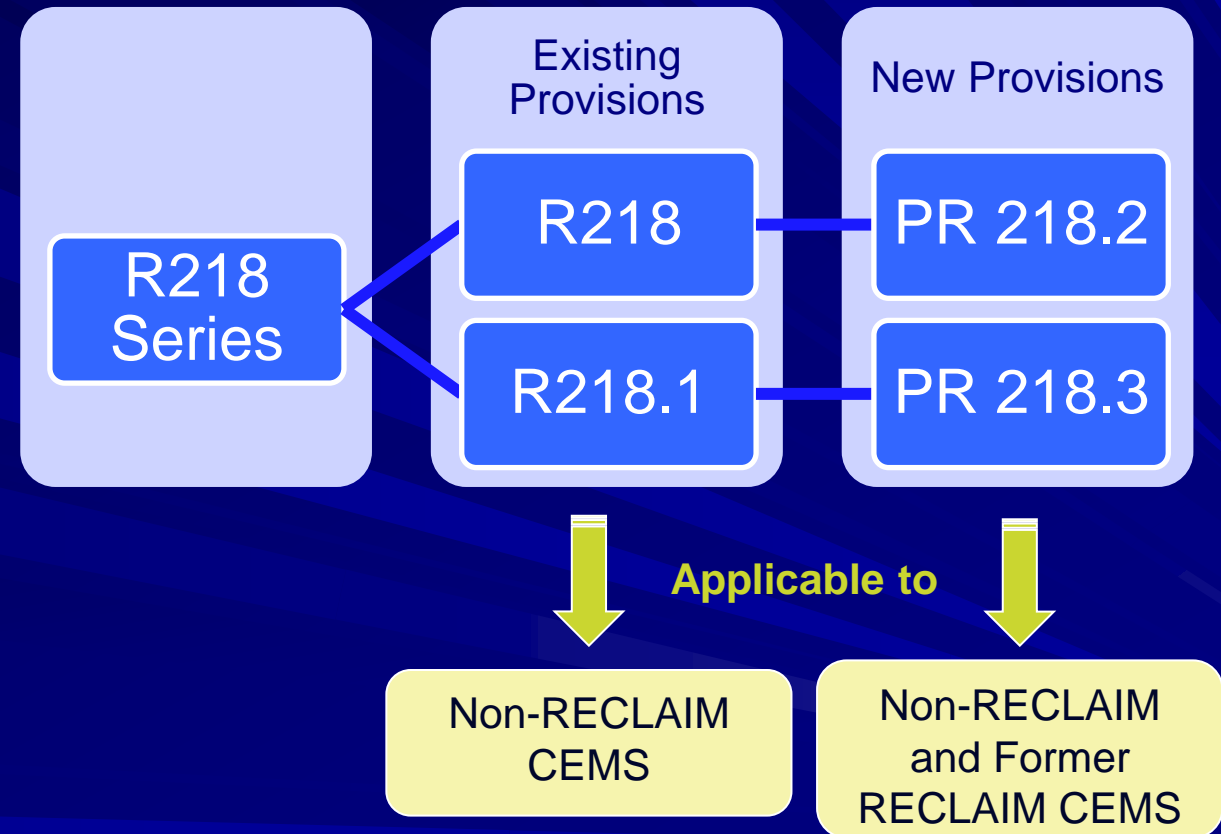 Existing
Provisions
New Provisions
R218
Series
R218
PR 218.2
R218.1
PR 218.3
Applicable to
Non-RECLAIM
CEMS
Non-RECLAIM
and Former
RECLAIM CEMS